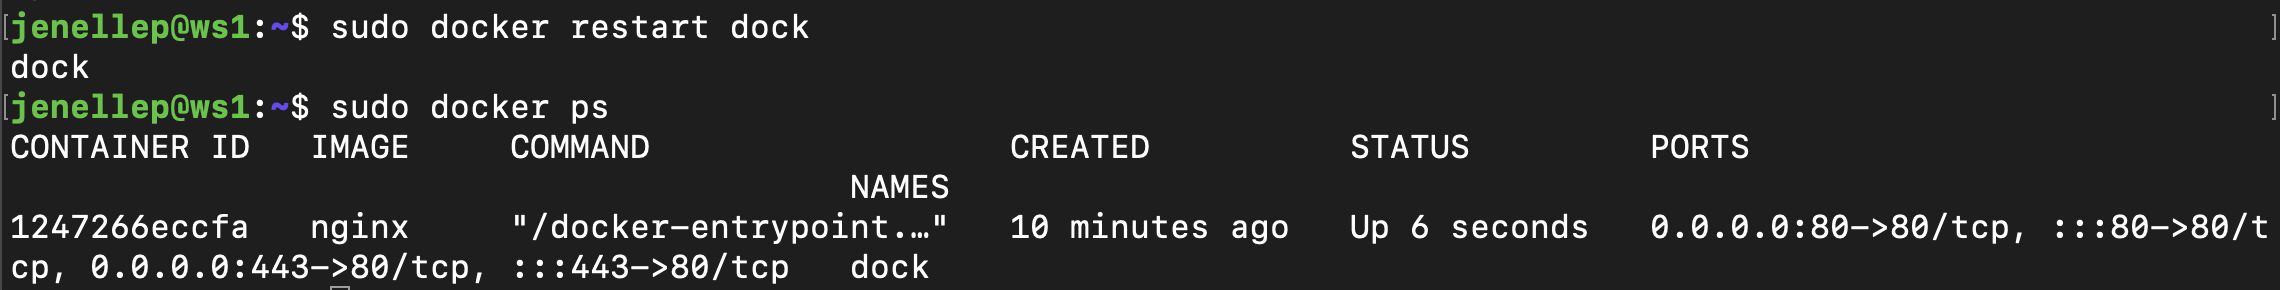 [jenellep@ws1:~$ sudo docker restart dock ]
dock
[jenellep@ws1:~$ sudo docker ps ]
CONTAINER ID   IMAGE     COMMAND                  CREATED          STATUS         PORTS
                                          NAMES
1247266eccfa   nginx     "/docker-entrypoint.…"   10 minutes ago   Up 6 seconds   0.0.0.0:80->80/tcp, :::80->80/t
cp, 0.0.0.0:443->80/tcp, :::443->80/tcp   dock